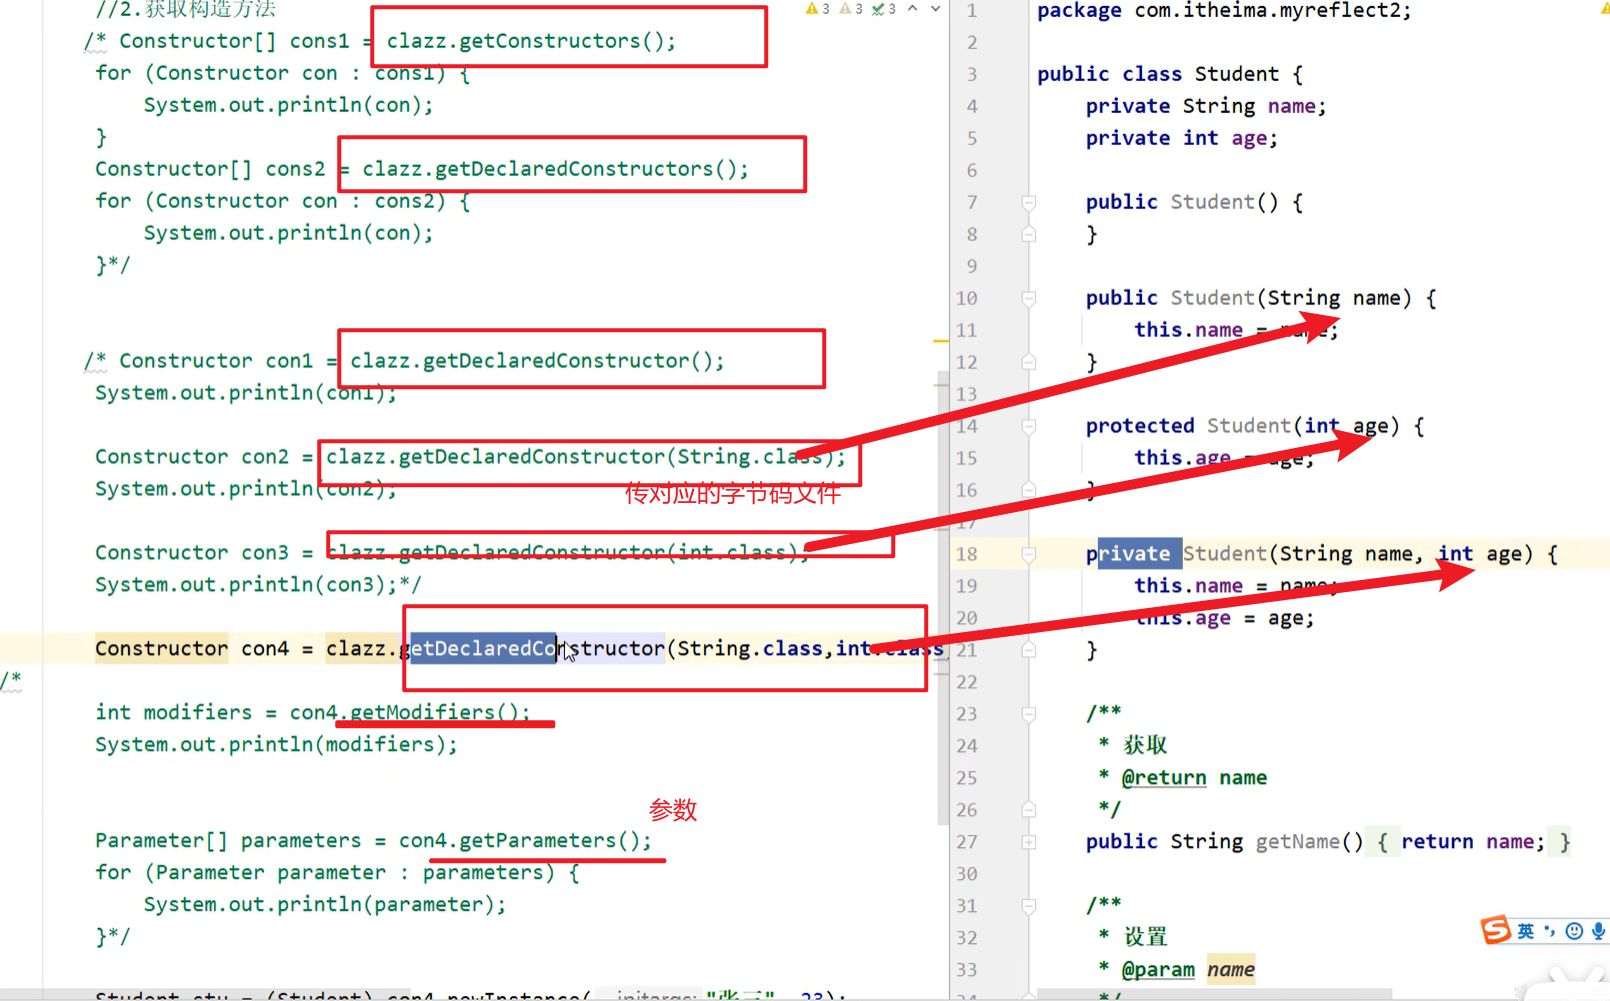 //2.获取构造方法
/* Constructor[] cons1 = clazz.getConstructors();
for (Constructor con : cons1) {
System.out.println(con);
}
Constructor[] cons2 = clazz.getDeclaredConstructors();
for (Constructor con : cons2) {
System.out.println(con);
}*/
/* Constructor con1 = clazz.getDeclaredConstructor();
System.out.println(con1);
Constructor con2 = clazz.getDeclaredConstructor(String.class);
System.out.println(con2);
传对应的字节码文件
Constructor con3 = clazz.getDeclaredConstructor(int.class);
System.out.println(con3);*/
Constructor con4 = clazz.getDeclaredConstructor(String.class,int.class
/*
int modifiers = con4.getModifiers();
System.out.println(modifiers);
参数
Parameter[] parameters = con4.getParameters();
for (Parameter parameter : parameters) {
System.out.println(parameter);
}*/
Student stu = (Student) con4.newInstance( initargs: "张三", 23);
3 3 3
1 package com.itheima.myreflect2;
2
3 public class Student {
4 private String name;
5 private int age;
6
7 public Student() {
8 }
9
10 public Student(String name) {
11 this.name = name;
12 }
13
14 protected Student(int age) {
15 this.age = age;
16 }
17
18 private Student(String name, int age) {
19 this.name = name;
20 this.age = age;
21 }
22
23 /**
24 * 获取
25 * @return name
26 */
27 public String getName() { return name; }
30
31 /**
32 * 设置
33 * @param name
34 */
S 英